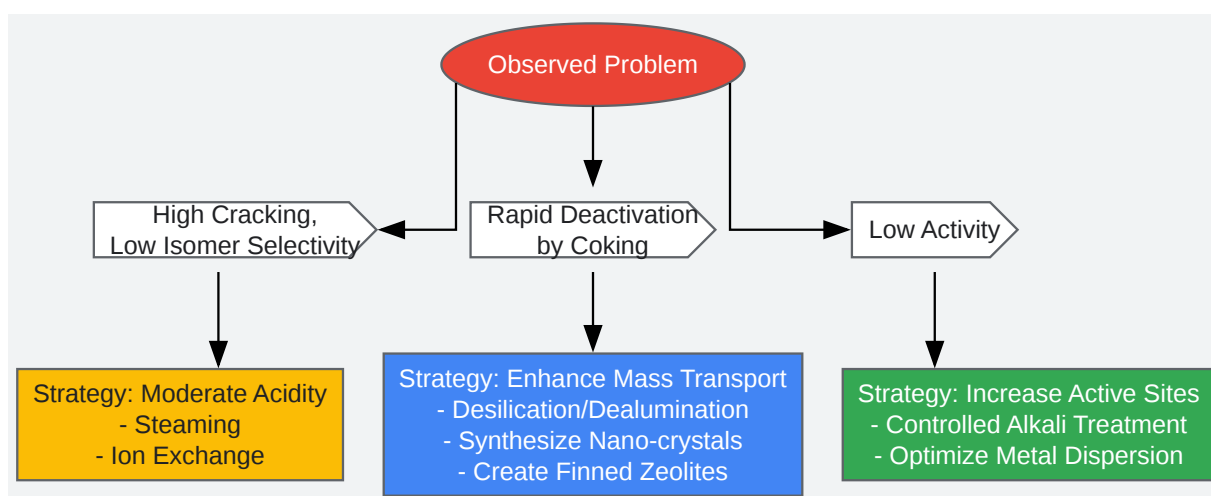 Observed Problem
High Cracking,
Low Isomer Selectivity
Rapid Deactivation
by Coking
Low Activity
Strategy: Moderate Acidity
- Steaming
- Ion Exchange
Strategy: Enhance Mass Transport
- Desilication/Dealumination
- Synthesize Nano-crystals
- Create Finned Zeolites
Strategy: Increase Active Sites
- Controlled Alkali Treatment
- Optimize Metal Dispersion